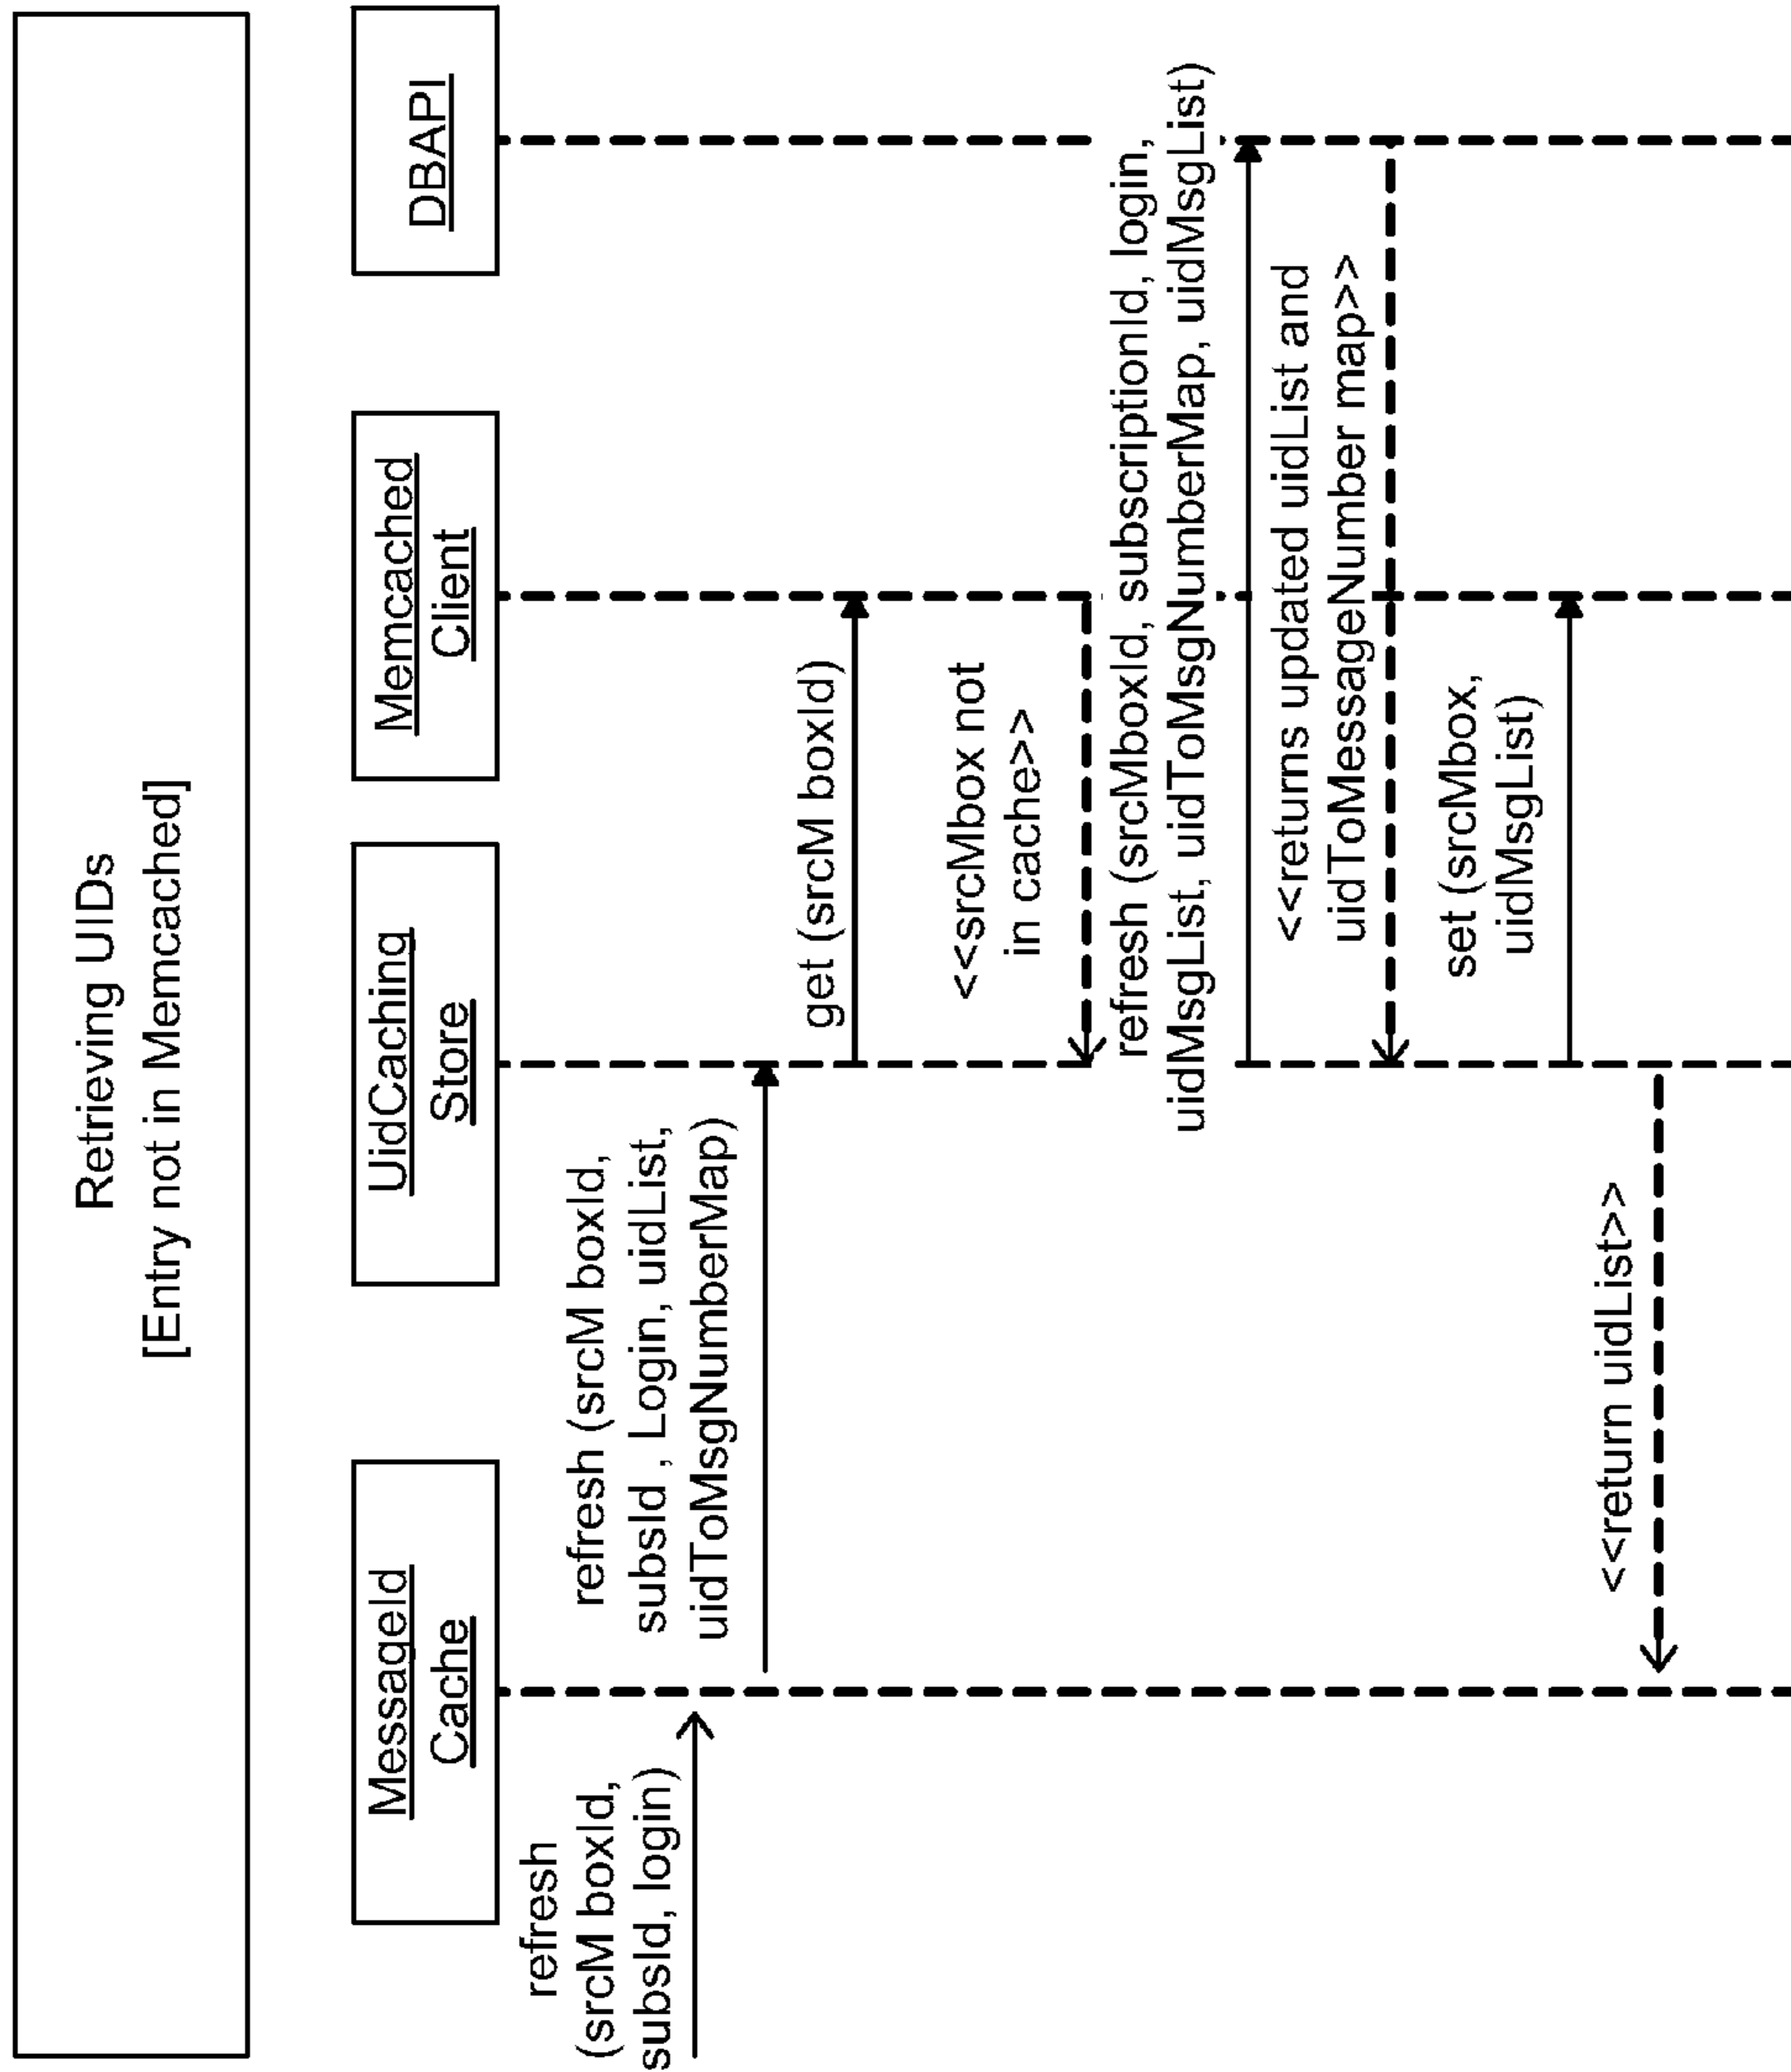 Retrieving UIDs
[Entry not in Memcached]
MessageId
Cache
UidCaching
Store
Memcached
Client
DBAPI
refresh
(srcM boxId,
subsId, login)
refresh (srcM boxId,
subsId , Login, uidList,
uidToMsgNumberMap)
get (srcM boxId)
<<srcMbox not
in cache>>
refresh (srcMboxId, subscriptionId, login,
uidMsgList, uidToMsgNumberMap, uidMsgList)
<<returns updated uidList and
uidToMessageNumber map>>
set (srcMbox,
uidMsgList)
<<return uidList>>